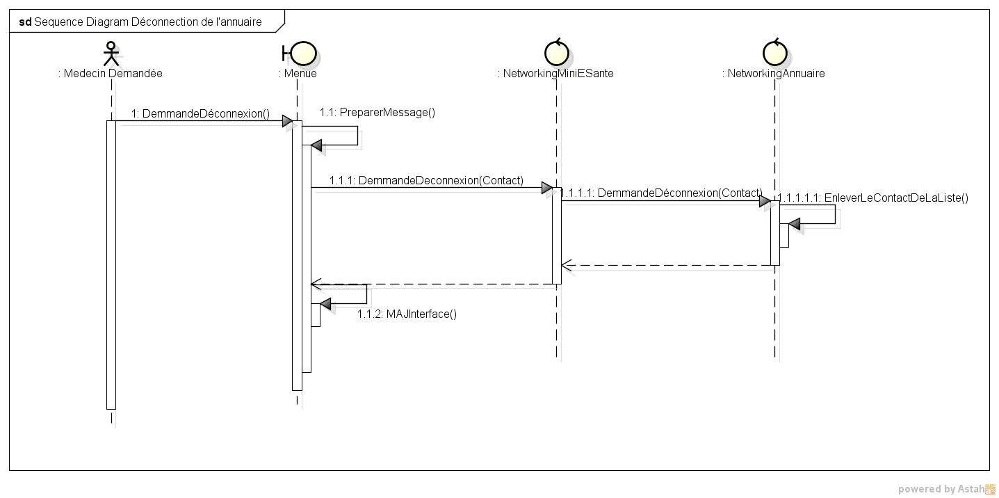 sd Sequence Diagram Déconnection de l'annuaire
: Medecin Demandée
: Menue
: NetworkingMiniESante
: NetworkingAnnuaire
1: DemmandeDéconnexion()
1.1: PreparerMessage()
1.1.1: DemmandeDeconnexion(Contact)
1.1.1.1: DemmandeDéconnexion(Contact)
1.1.1.1.1: EnleverLeContactDeLaListe()
1.1.2: MAJInterface()
powered by Astah